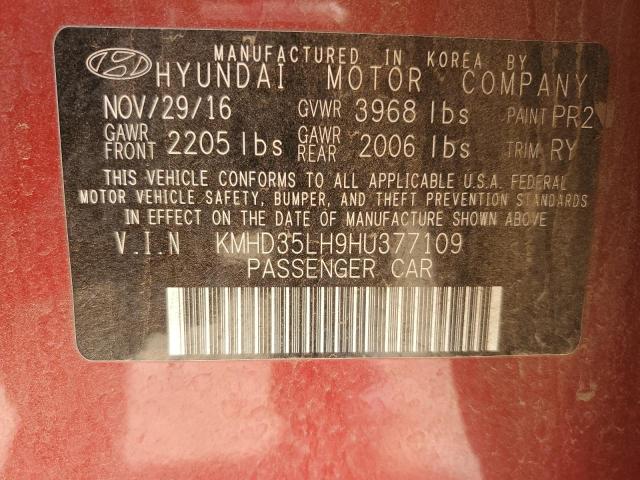 MANUFACTURED IN KOREA BY
HYUNDAI MOTOR COMPANY
NOV/29/16 GVWR 3968 lbs PAINT PR2
GAWR FRONT 2205 lbs GAWR REAR 2006 lbs TRIM RY
THIS VEHICLE CONFORMS TO ALL APPLICABLE U.S.A. FEDERAL
MOTOR VEHICLE SAFETY, BUMPER, AND THEFT PREVENTION STANDARDS
IN EFFECT ON THE DATE OF MANUFACTURE SHOWN ABOVE
V.I.N KMHD35LH9HU377109
PASSENGER CAR